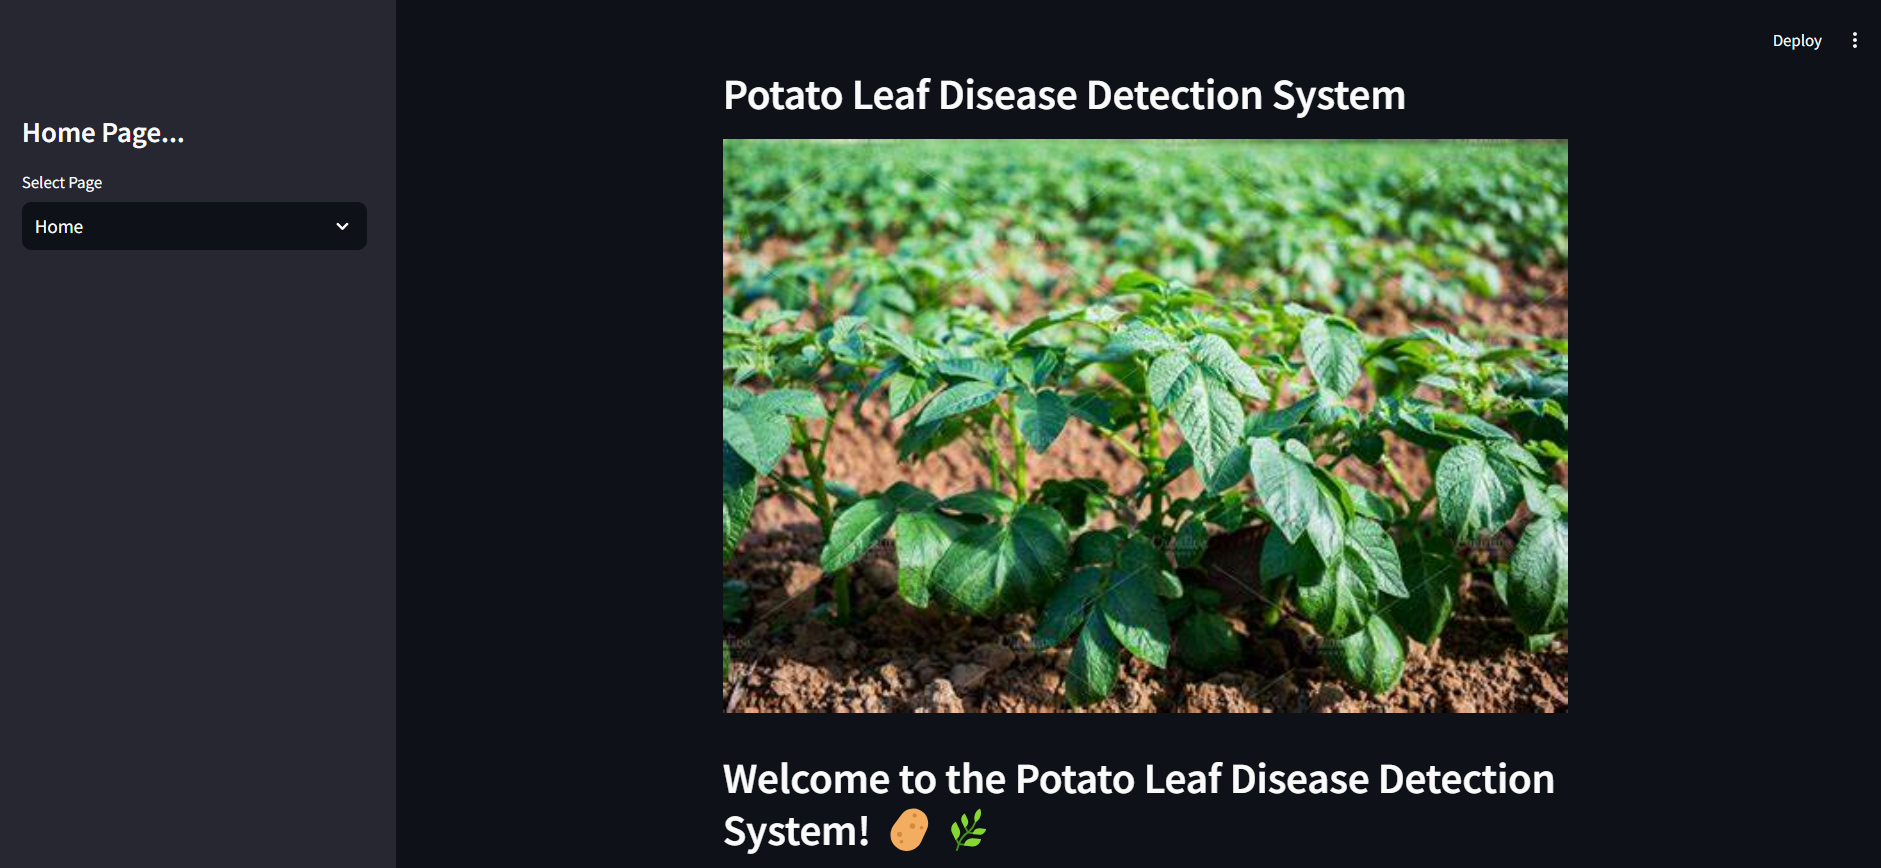 Deploy
Home Page...
Select Page
Home
Potato Leaf Disease Detection System
Welcome to the Potato Leaf Disease Detection
System! 🥔 🌿